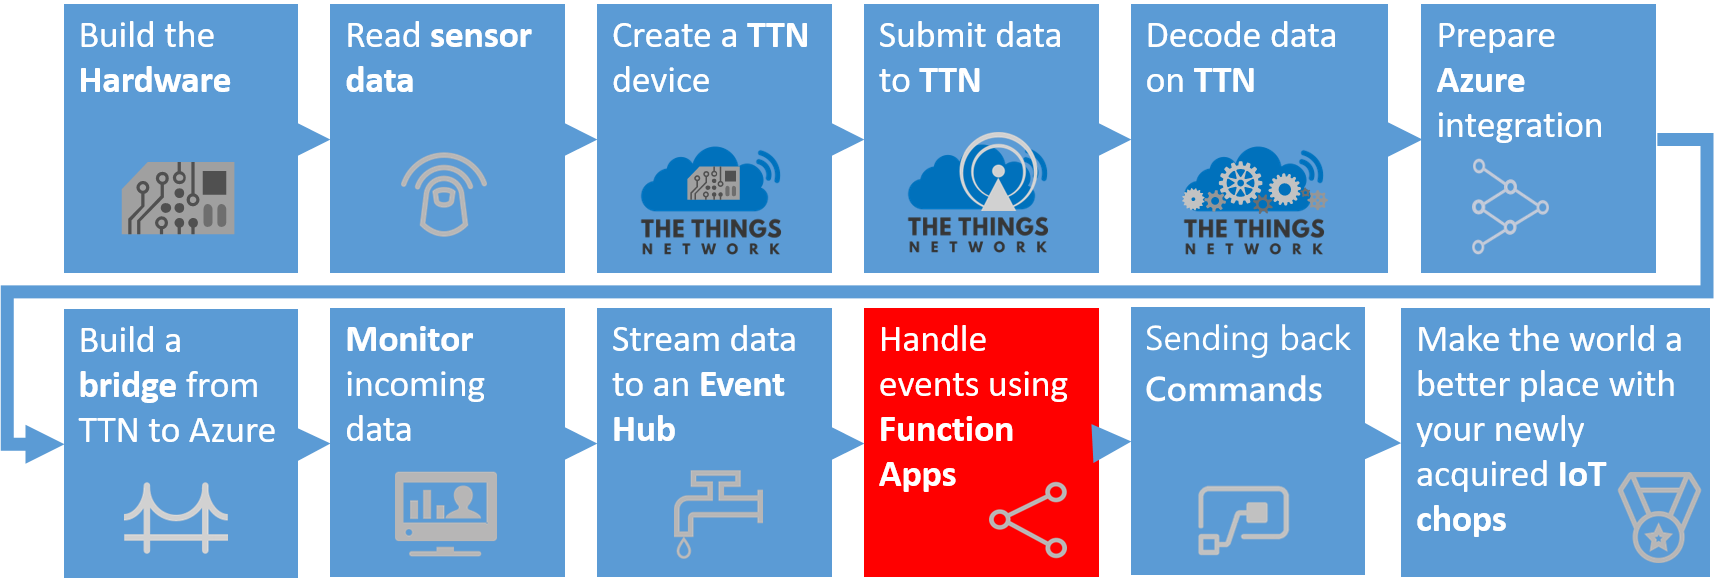 Build the
Hardware
Read sensor
data
Create a TTN
device
THE THINGS
NETWORK
Submit data
to TTN
THE THINGS
NETWORK
Decode data
on TTN
THE THINGS
NETWORK
Prepare
Azure
integration
Build a
bridge from
TTN to Azure
Monitor
incoming
data
Stream data
to an Event
Hub
Handle
events using
Function
Apps
Sending back
Commands
Make the world a
better place with
your newly
acquired IoT
chops